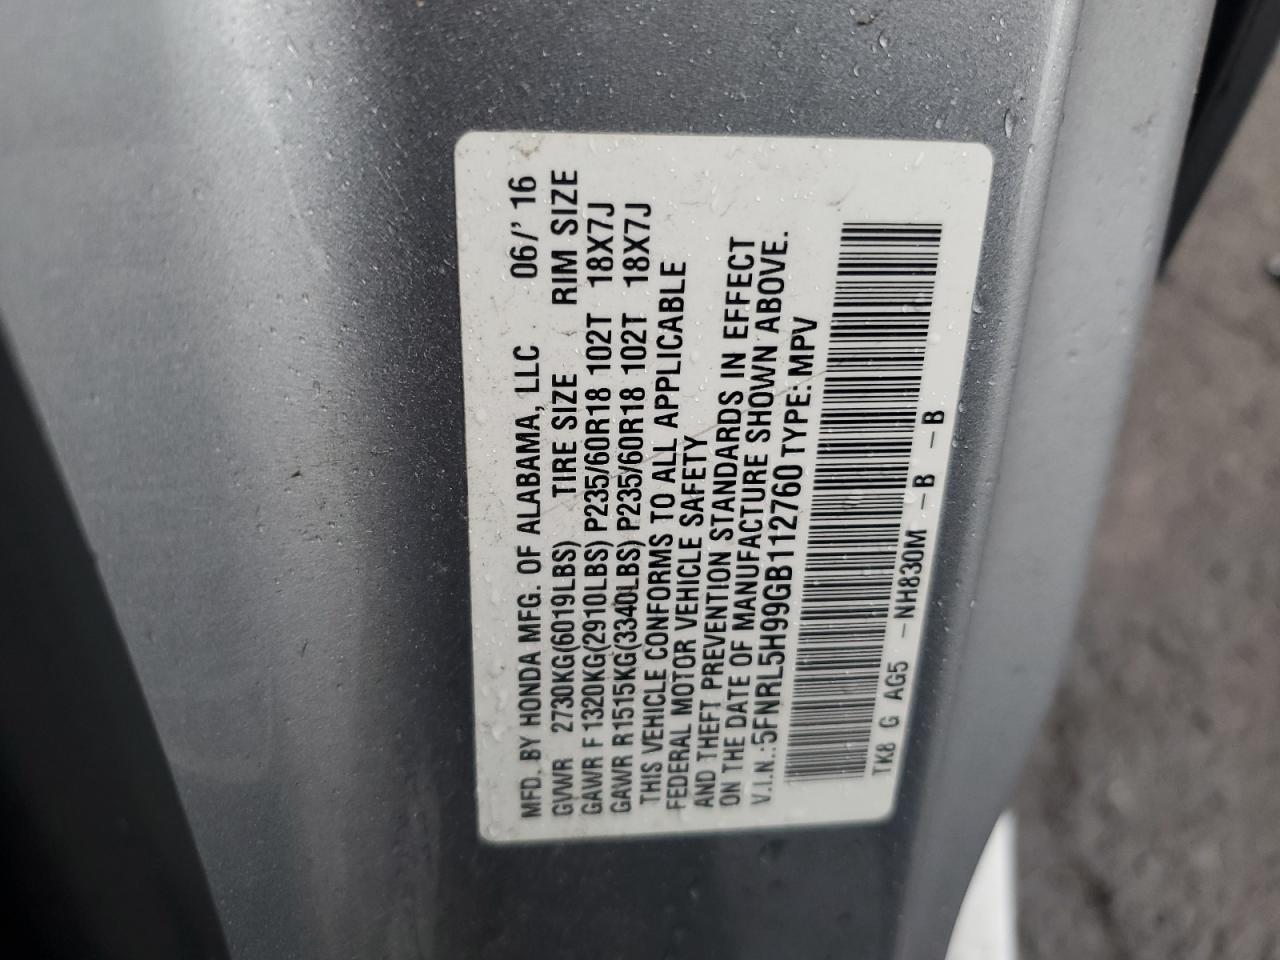 MFD. BY HONDA MFG. OF ALABAMA, LLC 06/'16
GVWR 2730KG(6019LBS) TIRE SIZE RIM SIZE
GAWR F1320KG(2910LBS) P235/60R18 102T 18X7J
GAWR R1515KG(3340LBS) P235/60R18 102T 18X7J
THIS VEHICLE CONFORMS TO ALL APPLICABLE
FEDERAL MOTOR VEHICLE SAFETY
AND THEFT PREVENTION STANDARDS IN EFFECT
ON THE DATE OF MANUFACTURE SHOWN ABOVE.
V.I.N.:5FNRL5H99GB112760 TYPE: MPV
TK8 G AG5 -NH830M -B -B